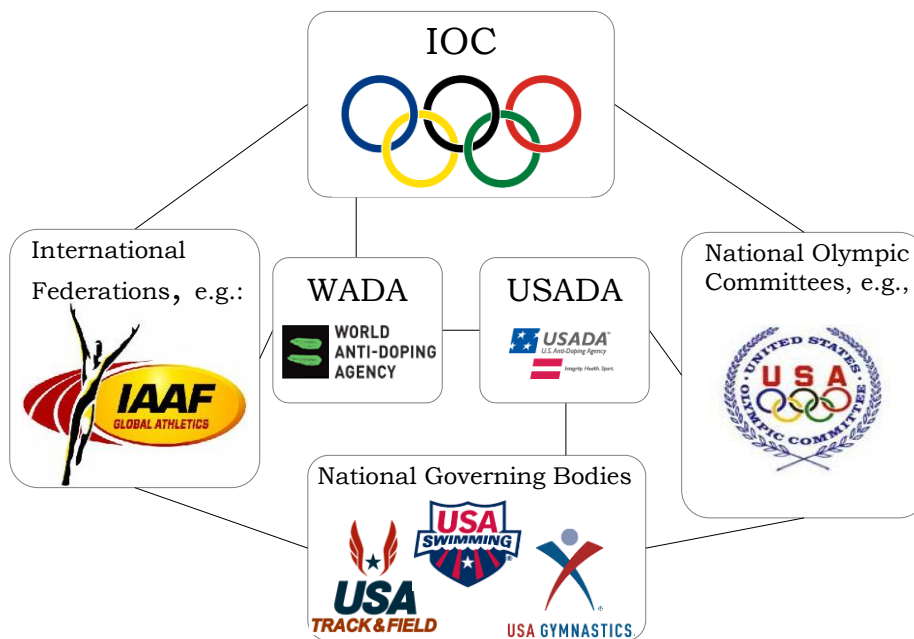 IOC
International
Federations, e.g.:
IAAF
GLOBAL ATHLETICS
WADA
WORLD
ANTI-DOPING
AGENCY
USADA
USADA™
U.S. Anti-Doping Agency
Integrity. Health. Sport.
National Olympic
Committees, e.g.,
UNITED STATES
USA
OLYMPIC COMMITTEE
National Governing Bodies
USA
TRACK & FIELD
USA
SWIMMING
®
USA GYMNASTICS